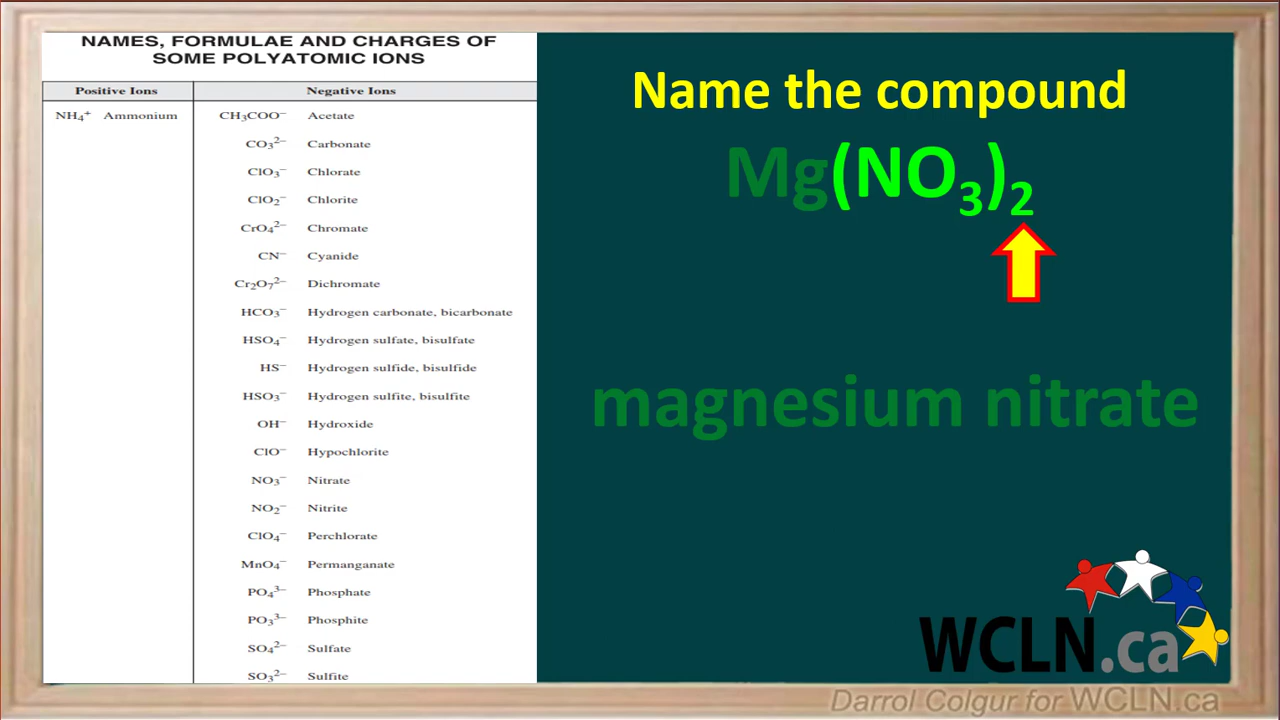 NAMES, FORMULAE AND CHARGES OF
SOME POLYATOMIC IONS
Positive Ions Negative Ions
NH₄⁺ Ammonium CH₃COO⁻ Acetate
CO₃²⁻ Carbonate
ClO₃⁻ Chlorate
ClO₂⁻ Chlorite
CrO₄²⁻ Chromate
CN⁻ Cyanide
Cr₂O₇²⁻ Dichromate
HCO₃⁻ Hydrogen carbonate, bicarbonate
HSO₄⁻ Hydrogen sulfate, bisulfate
HS⁻ Hydrogen sulfide, bisulfide
HSO₃⁻ Hydrogen sulfite, bisulfite
OH⁻ Hydroxide
ClO⁻ Hypochlorite
NO₃⁻ Nitrate
NO₂⁻ Nitrite
ClO₄⁻ Perchlorate
MnO₄⁻ Permanganate
PO₄³⁻ Phosphate
PO₃³⁻ Phosphite
SO₄²⁻ Sulfate
SO₃²⁻ Sulfite
Name the compound
Mg(NO₃)₂
magnesium nitrate
WCLN.ca
Darrol Colgur for WCLN.ca